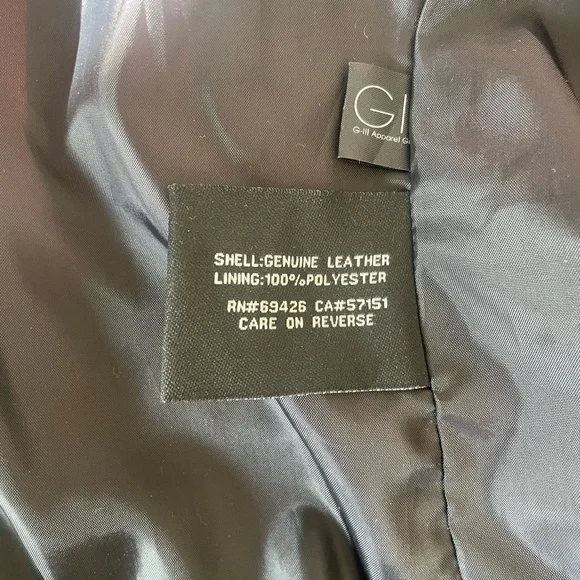 GI
G-III Apparel G
SHELL:GENUINE LEATHER
LINING:100%POLYESTER
RN#69426 CA#57151
CARE ON REVERSE